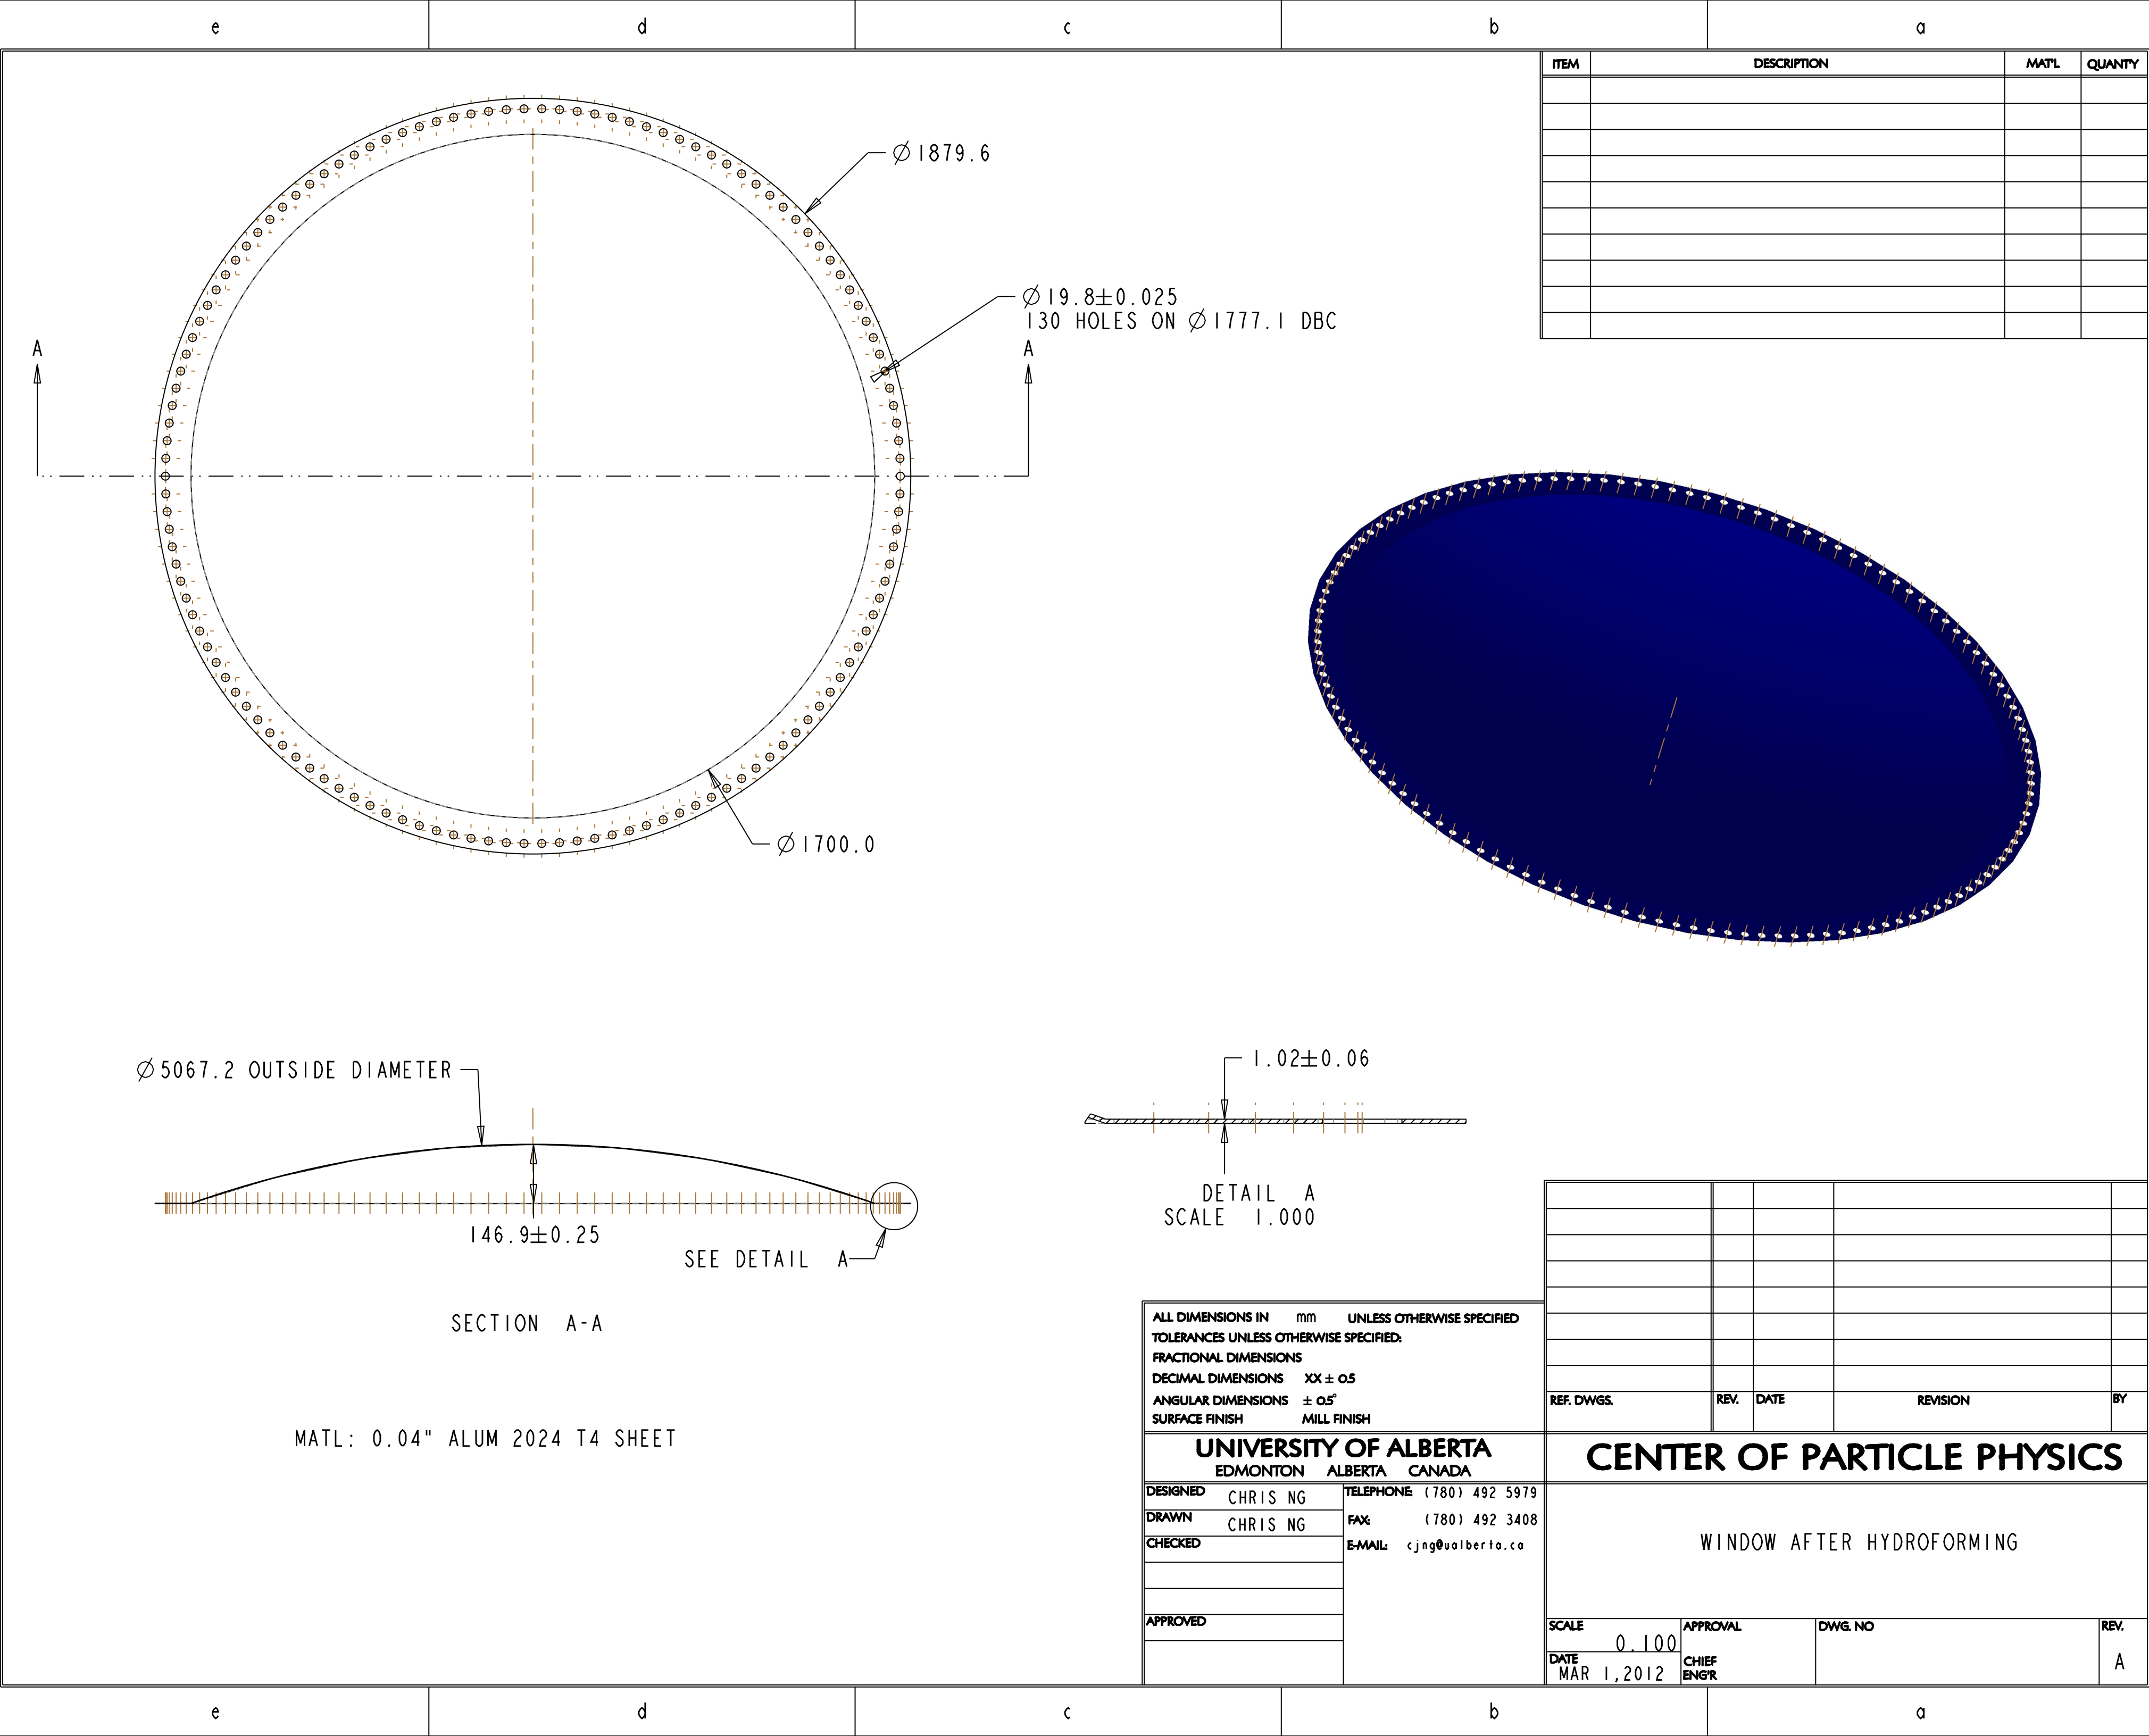 e d c b a
ITEM DESCRIPTION MAT'L QUANT'Y
Ø1879.6
Ø19.8±0.025
130 HOLES ON Ø1777.1 DBC
A A
Ø1700.0
Ø5067.2 OUTSIDE DIAMETER
1.02±0.06
146.9±0.25
SEE DETAIL A
DETAIL A
SCALE 1.000
SECTION A-A
MATL: 0.04" ALUM 2024 T4 SHEET
ALL DIMENSIONS IN mm UNLESS OTHERWISE SPECIFIED
TOLERANCES UNLESS OTHERWISE SPECIFIED:
FRACTIONAL DIMENSIONS
DECIMAL DIMENSIONS XX ± 0.5
ANGULAR DIMENSIONS ± 0.5°
SURFACE FINISH MILL FINISH
REF. DWGS. REV. DATE REVISION BY
UNIVERSITY OF ALBERTA
EDMONTON ALBERTA CANADA
CENTER OF PARTICLE PHYSICS
DESIGNED CHRIS NG
DRAWN CHRIS NG
CHECKED
APPROVED
TELEPHONE: (780) 492 5979
FAX: (780) 492 3408
E-MAIL: cjng@ualberta.ca
WINDOW AFTER HYDROFORMING
SCALE 0.100
DATE MAR 1,2012
APPROVAL
CHIEF
ENG'R
DWG. NO
REV.
A
e d c b a